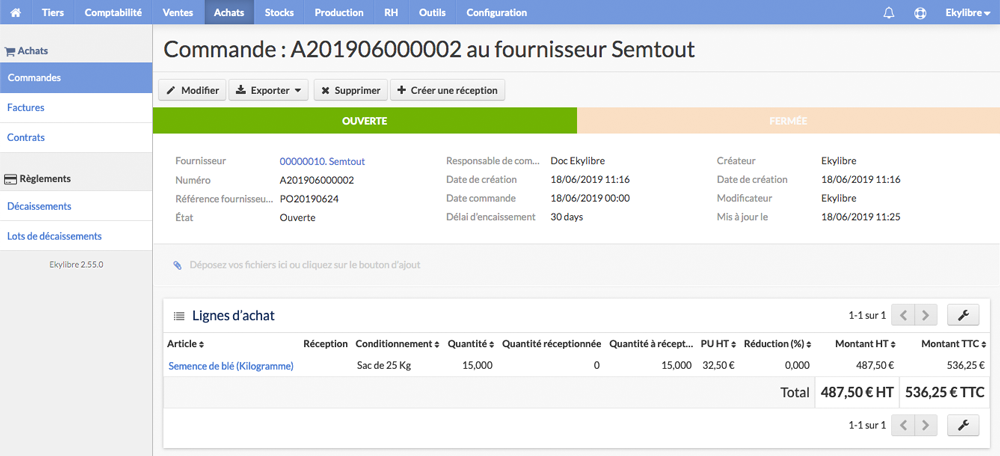 Tiers Comptabilité Ventes Achats Stocks Production RH Outils Configuration Ekylibre
Achats
Commandes
Factures
Contrats
Règlements
Décaissements
Lots de décaissements
Ekylibre 2.55.0
Commande : A201906000002 au fournisseur Semtout
Modifier Exporter Supprimer Créer une réception
OUVERTE FERMÉE
Fournisseur 00000010. Semtout Responsable de com... Doc Ekylibre Créateur Ekylibre
Numéro A201906000002 Date de création 18/06/2019 11:16 Date de création 18/06/2019 11:16
Référence fournisseu... PO20190624 Date commande 18/06/2019 00:00 Modificateur Ekylibre
État Ouverte Délai d'encaissement 30 days Mis à jour le 18/06/2019 11:25
Déposez vos fichiers ici ou cliquez sur le bouton d'ajout
Lignes d'achat 1-1 sur 1
Article Réception Conditionnement Quantité Quantité réceptionnée Quantité à récept... PU HT Réduction (%) Montant HT Montant TTC
Semence de blé (Kilogramme) Sac de 25 Kg 15,000 0 15,000 32,50 € 0,000 487,50 € 536,25 €
Total 487,50 € HT 536,25 € TTC
1-1 sur 1